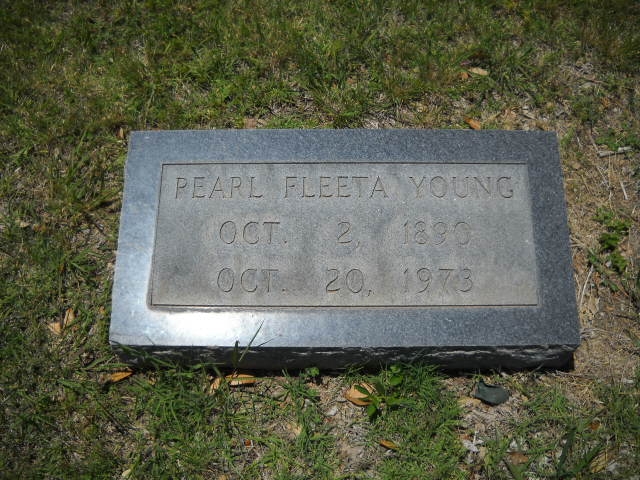 PEARL FLEETA YOUNG
OCT. 2, 1890
OCT. 20, 1973